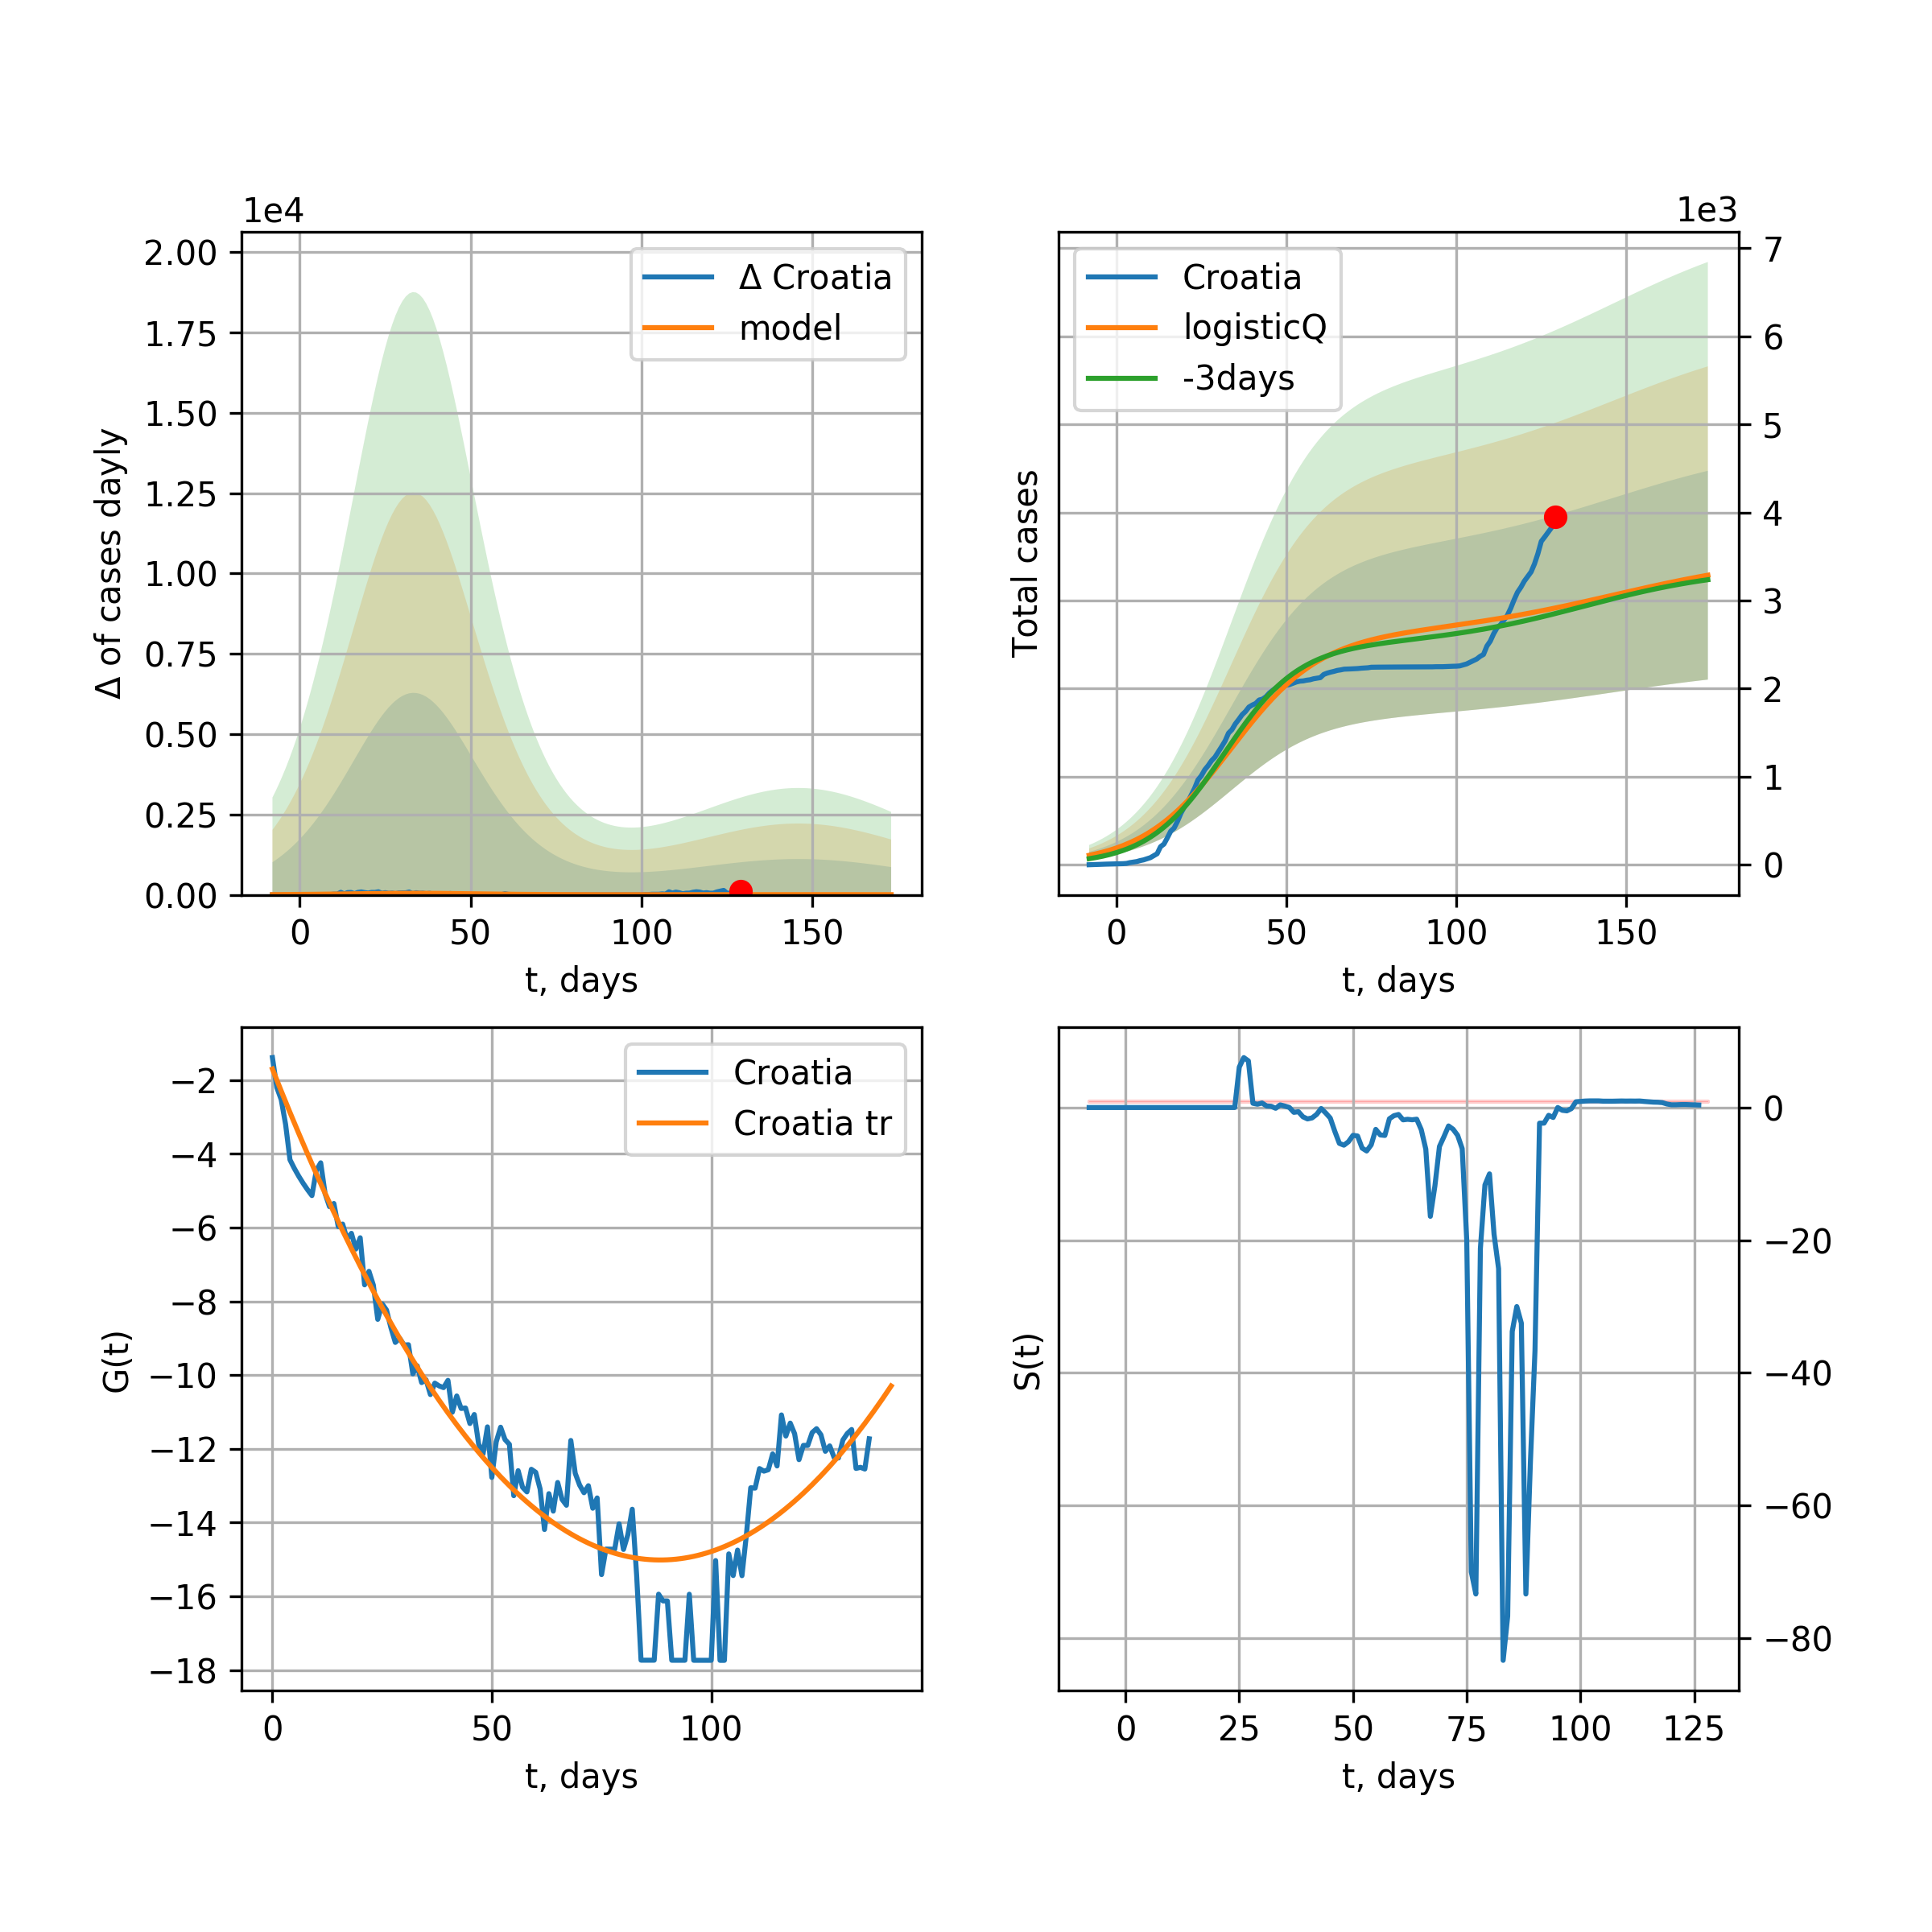 1e4
2.00
1.75
1.50
1.25
1.00
0.75
0.50
0.25
0.00
Δ of cases dayly
Δ Croatia
model
0 50 100 150
t, days
1e3
7
6
5
4
3
2
1
0
Total cases
Croatia
logisticQ
-3days
0 50 100 150
t, days
−2
−4
−6
−8
−10
−12
−14
−16
−18
G(t)
Croatia
Croatia tr
0 50 100
t, days
0
−20
−40
−60
−80
S(t)
0 25 50 75 100 125
t, days